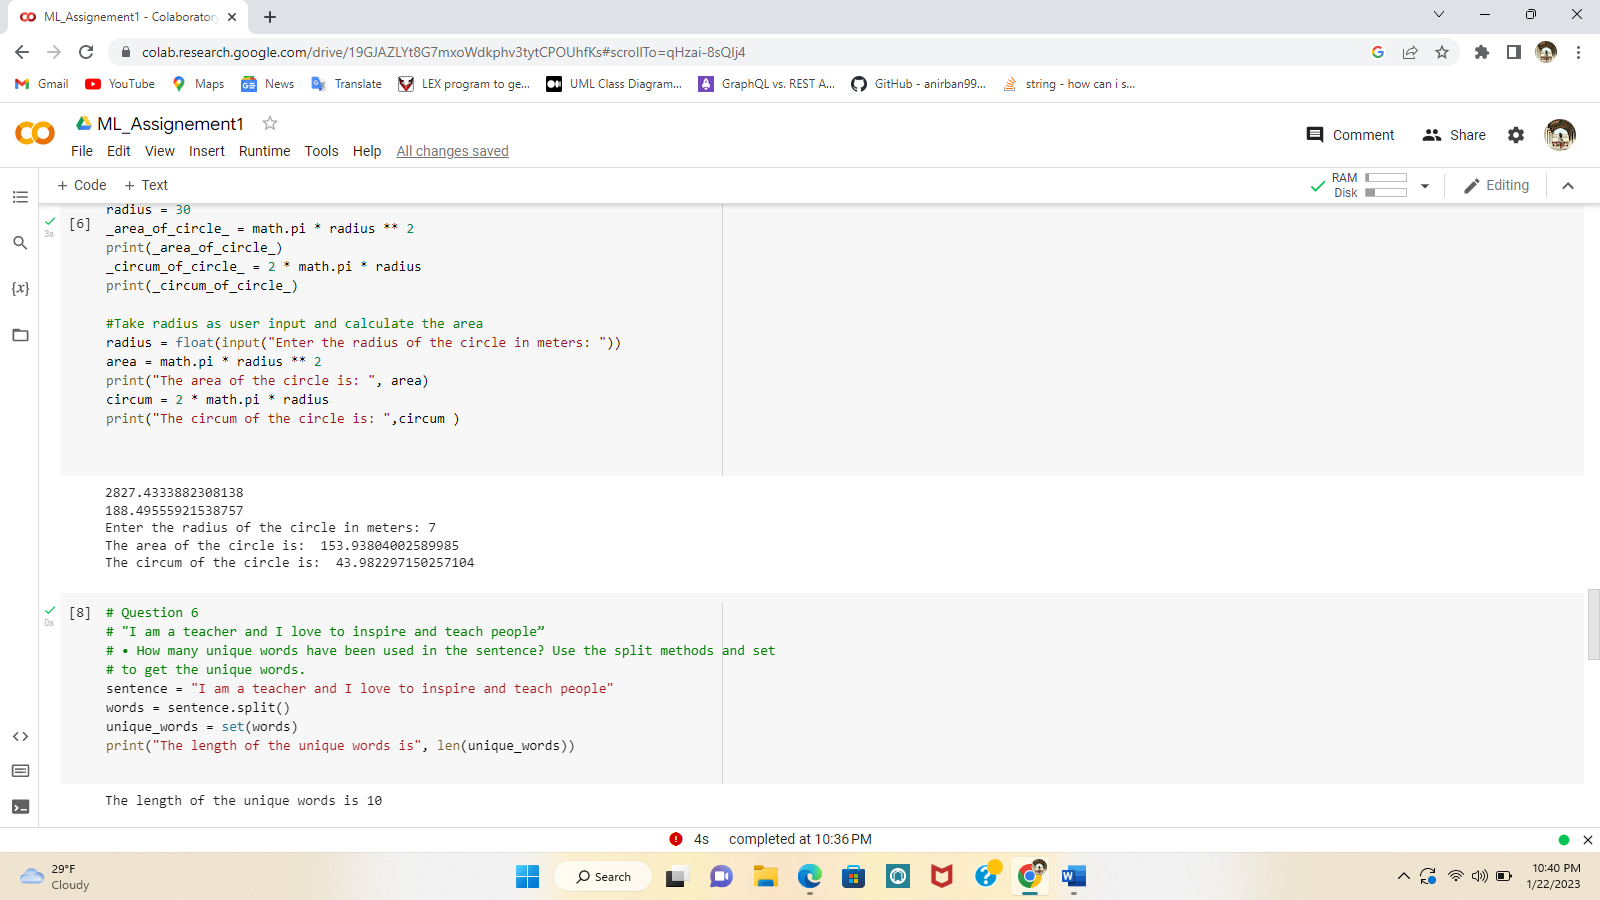 ML_Assignement1 - Colaboratory
colab.research.google.com/drive/19GJAZLYt8G7mxoWdkphv3tytCPOUhfKs#scrollTo=qHzai-8sQlj4
Gmail YouTube Maps News Translate LEX program to ge... UML Class Diagram... GraphQL vs. REST A... GitHub - anirban99... string - how can i s...
ML_Assignement1
File Edit View Insert Runtime Tools Help All changes saved
Comment Share
+ Code + Text
RAM
Disk
Editing
radius = 30
[6] _area_of_circle_ = math.pi * radius ** 2
3s
print(_area_of_circle_)
_circum_of_circle_ = 2 * math.pi * radius
print(_circum_of_circle_)
#Take radius as user input and calculate the area
radius = float(input("Enter the radius of the circle in meters: "))
area = math.pi * radius ** 2
print("The area of the circle is: ", area)
circum = 2 * math.pi * radius
print("The circum of the circle is: ",circum )
2827.4333882308138
188.49555921538757
Enter the radius of the circle in meters: 7
The area of the circle is:  153.93804002589985
The circum of the circle is:  43.982297150257104
[8] # Question 6
0s
# "I am a teacher and I love to inspire and teach people”
# • How many unique words have been used in the sentence? Use the split methods and set
# to get the unique words.
sentence = "I am a teacher and I love to inspire and teach people"
words = sentence.split()
unique_words = set(words)
print("The length of the unique words is", len(unique_words))
The length of the unique words is 10
4s completed at 10:36 PM
29°F
Cloudy
Search
10:40 PM
1/22/2023